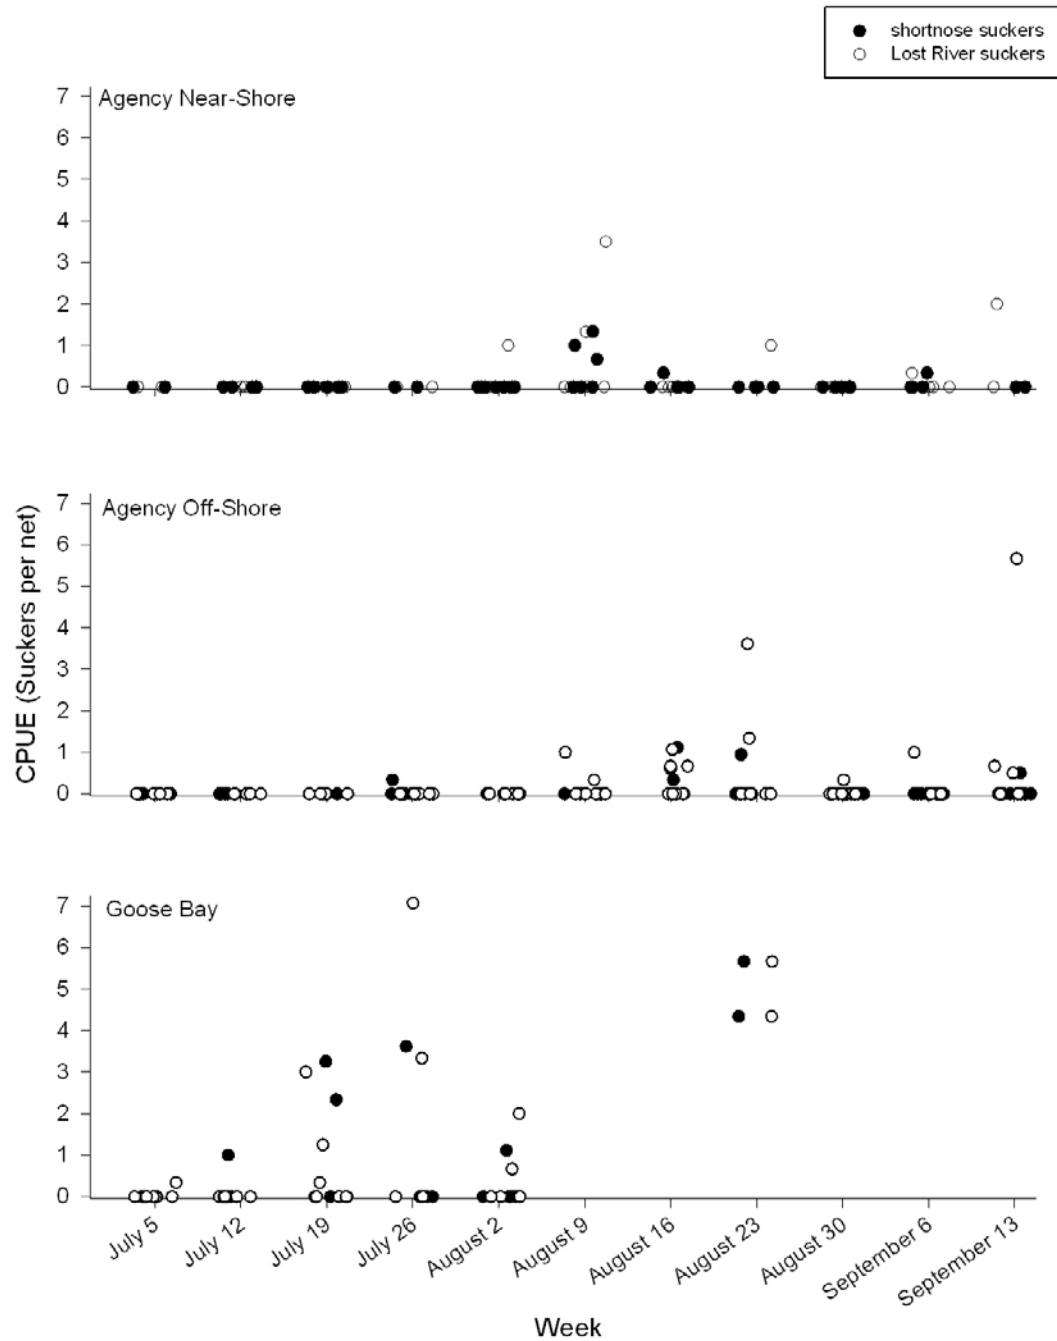 shortnose suckers
Lost River suckers
Agency Near-Shore
7
6
5
4
3
2
1
0
Agency Off-Shore
7
6
5
4
3
2
1
0
CPUE (Suckers per net)
Goose Bay
7
6
5
4
3
2
1
0
July 5
July 12
July 19
July 26
August 2
August 9
August 16
August 23
August 30
September 6
September 13
Week